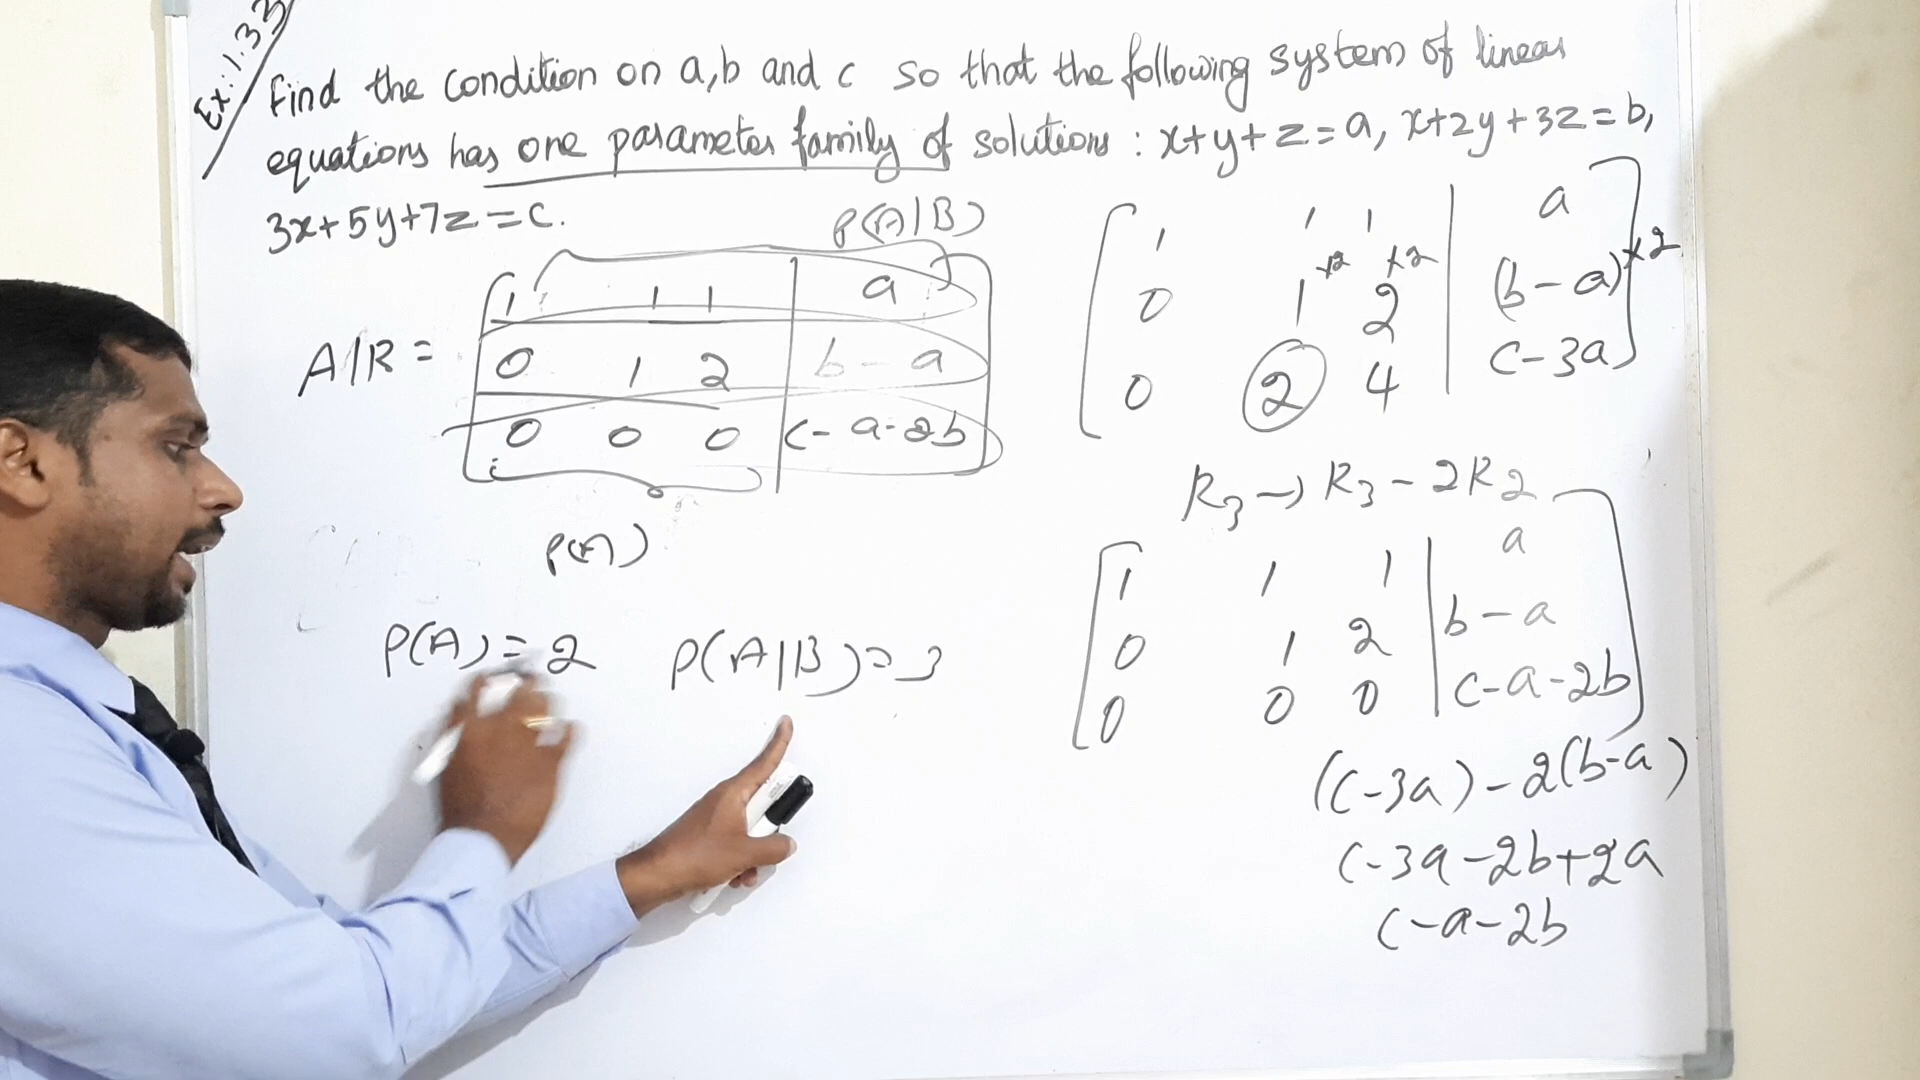 Ex: 1.33
Find the condition on a,b and c so that the following system of linear
equations has one parameter family of solutions : x+y+z=a, x+2y+3z=b,
3x+5y+7z=c.
ρ(A|B)
A|B =
1 1 1 | a
0 1 2 | b-a
0 0 0 | c-a-2b
ρ(A)
ρ(A)=2 ρ(A|B)=3
1 1 1 | a
0 1×2 2×2 | (b-a)×2
0 2 4 | c-3a
R3→R3-2R2
1 1 1 | a
0 1 2 | b-a
0 0 0 | c-a-2b
(c-3a)-2(b-a)
c-3a-2b+2a
c-a-2b